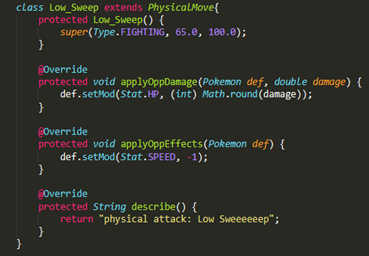 class Low_Sweep extends PhysicalMove{
    protected Low_Sweep() {
        super(Type.FIGHTING, 65.0, 100.0);
    }

    @Override
    protected void applyOppDamage(Pokemon def, double damage) {
        def.setMod(Stat.HP, (int) Math.round(damage));
    }

    @Override
    protected void applyOppEffects(Pokemon def) {
        def.setMod(Stat.SPEED, -1);
    }

    @Override
    protected String describe() {
        return "physical attack: Low Sweeeeeep";
    }
}